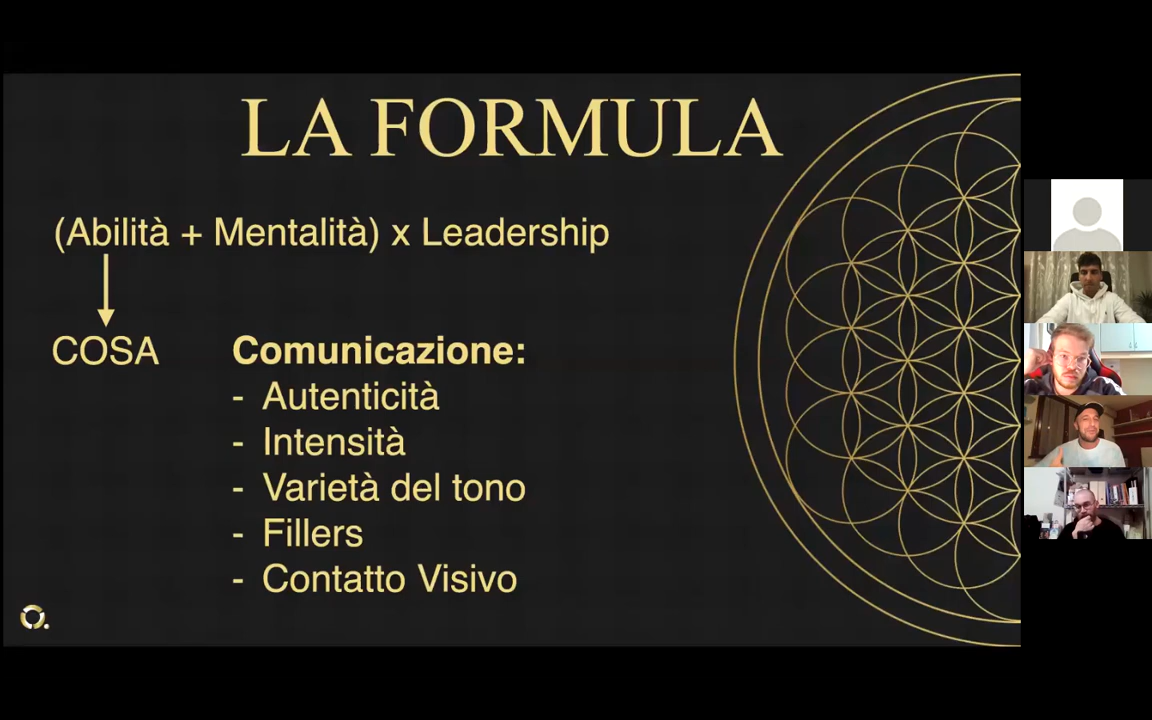 LA FORMULA
(Abilità + Mentalità) x Leadership
COSA
Comunicazione:
- Autenticità
- Intensità
- Varietà del tono
- Fillers
- Contatto Visivo